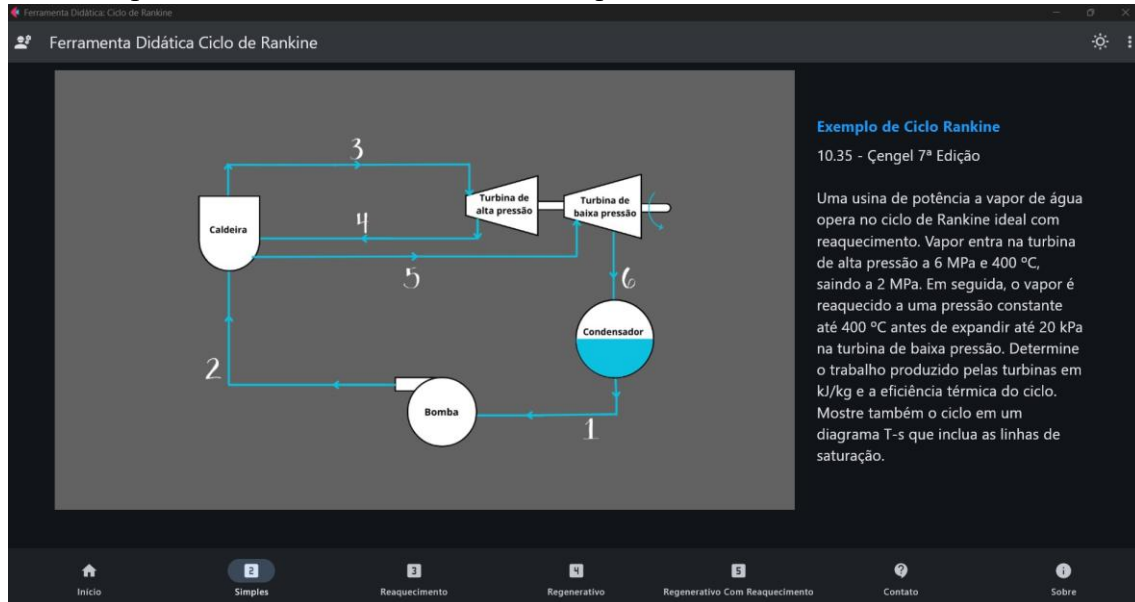 Ferramenta Didática: Ciclo de Rankine
Ferramenta Didática Ciclo de Rankine
3
Turbina de
alta pressão
Turbina de
baixa pressão
Caldeira
4
5
6
Condensador
2
Bomba
1
Exemplo de Ciclo Rankine
10.35 - Çengel 7ª Edição
Uma usina de potência a vapor de água
opera no ciclo de Rankine ideal com
reaquecimento. Vapor entra na turbina
de alta pressão a 6 MPa e 400 ºC,
saindo a 2 MPa. Em seguida, o vapor é
reaquecido a uma pressão constante
até 400 ºC antes de expandir até 20 kPa
na turbina de baixa pressão. Determine
o trabalho produzido pelas turbinas em
kJ/kg e a eficiência térmica do ciclo.
Mostre também o ciclo em um
diagrama T-s que inclua as linhas de
saturação.
Início
2
Simples
3
Reaquecimento
4
Regenerativo
5
Regenerativo Com Reaquecimento
Contato
Sobre